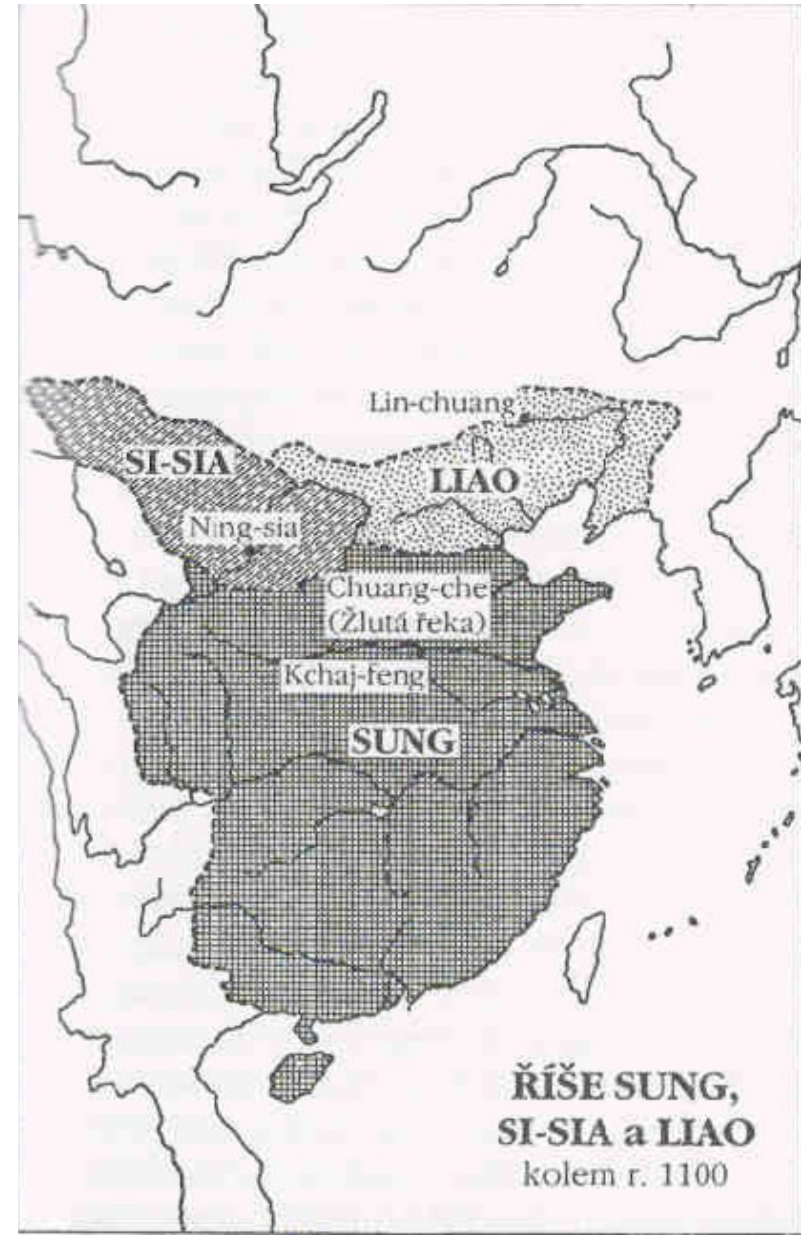 Lin-chuang
SI-SIA
LIAO
Ning-sia
Chuang-che
(Žlutá řeka)
Kchaj-feng
SUNG
ŘÍŠE SUNG,
SI-SIA a LIAO
kolem r. 1100